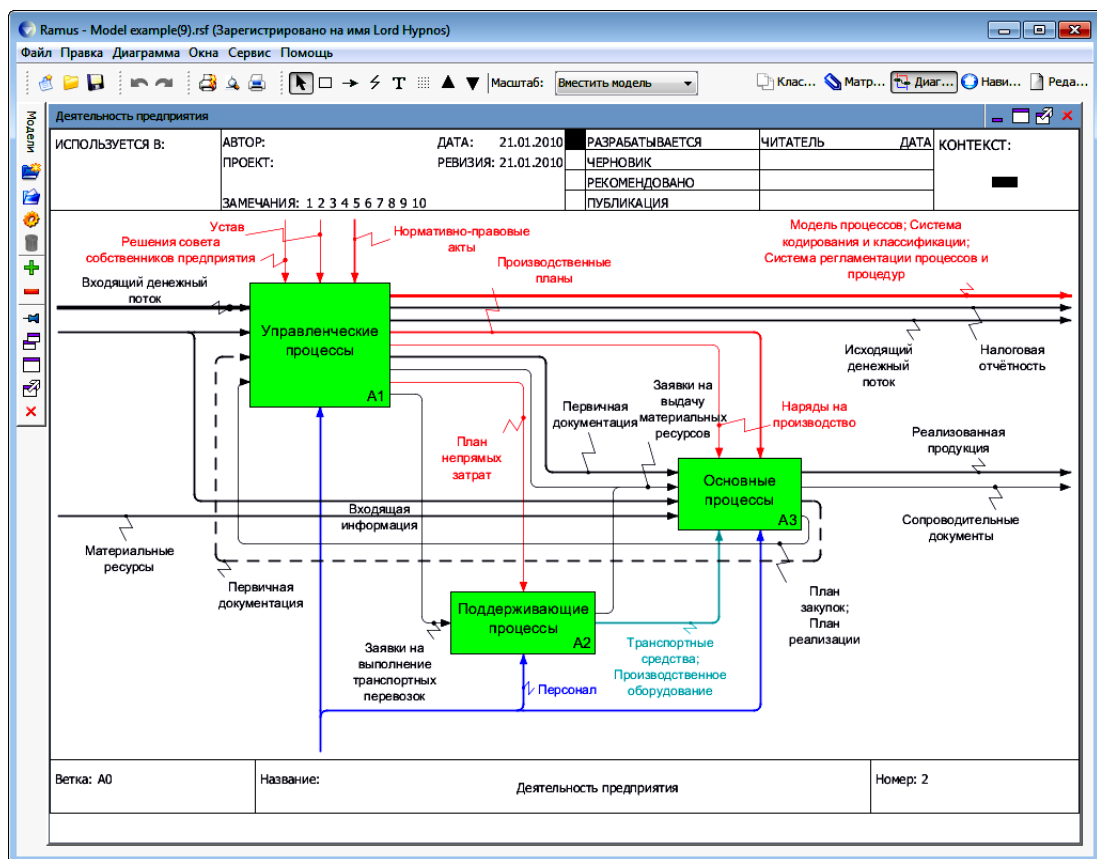 Ramus - Model example(9).rsf (Зарегистрировано на имя Lord Hypnos)
Файл Правка Диаграмма Окна Сервис Помощь
T Масштаб: Вместить модель Клас... Матр... Диаг... Нави... Реда...
Модели
Деятельность предприятия
ИСПОЛЬЗУЕТСЯ В: АВТОР: ДАТА: 21.01.2010 РАЗРАБАТЫВАЕТСЯ ЧИТАТЕЛЬ ДАТА КОНТЕКСТ:
ПРОЕКТ: РЕВИЗИЯ: 21.01.2010 ЧЕРНОВИК
РЕКОМЕНДОВАНО
ЗАМЕЧАНИЯ: 1 2 3 4 5 6 7 8 9 10 ПУБЛИКАЦИЯ
Устав
Решения совета
собственников предприятия
Нормативно-правовые
акты
Модель процессов; Система
кодирования и классификации;
Система регламентации процессов и
процедур
Производственные
планы
Входящий денежный
поток
Управленческие
процессы
A1
Исходящий
денежный
поток
Налоговая
отчётность
Заявки на
выдачу
материальных
ресурсов
Первичная
документация
Наряды на
производство
План
непрямых
затрат
Реализованная
продукция
Основные
процессы
A3
Входящая
информация
Сопроводительные
документы
Материальные
ресурсы
Первичная
документация
План
закупок;
План
реализации
Поддерживающие
процессы
A2
Заявки на
выполнение
транспортных
перевозок
Транспортные
средства;
Производственное
оборудование
Персонал
Ветка: A0 Название: Деятельность предприятия Номер: 2